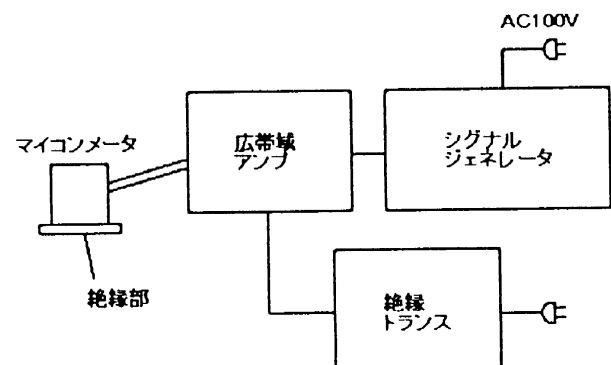 AC100V
マイコンメータ
広帯域
アンプ
シグナル
ジェネレータ
絶縁部
絶縁
トランス